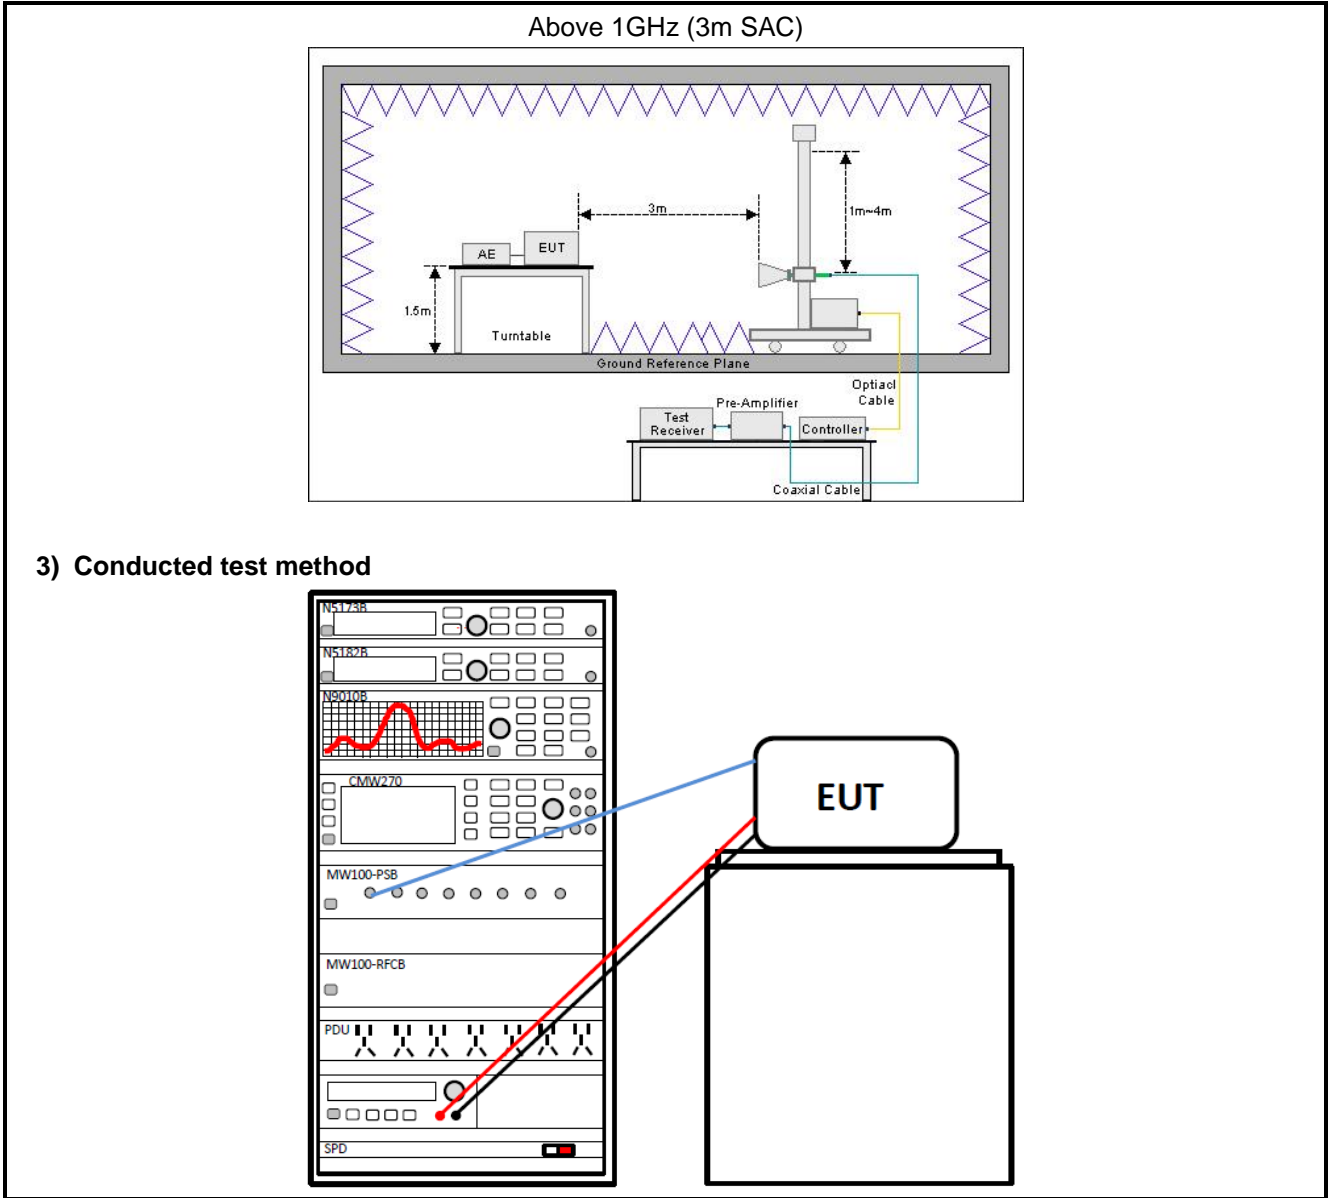 Above 1GHz (3m SAC)
3m
1m~4m
AE
EUT
1.5m
Turntable
Ground Reference Plane
Optiacl
Cable
Pre-Amplifier
Test
Receiver
Controller
Coaxial Cable
3) Conducted test method
N5173B
N5182B
N9010B
CMW270
EUT
MW100-PSB
MW100-RFCB
PDU
SPD